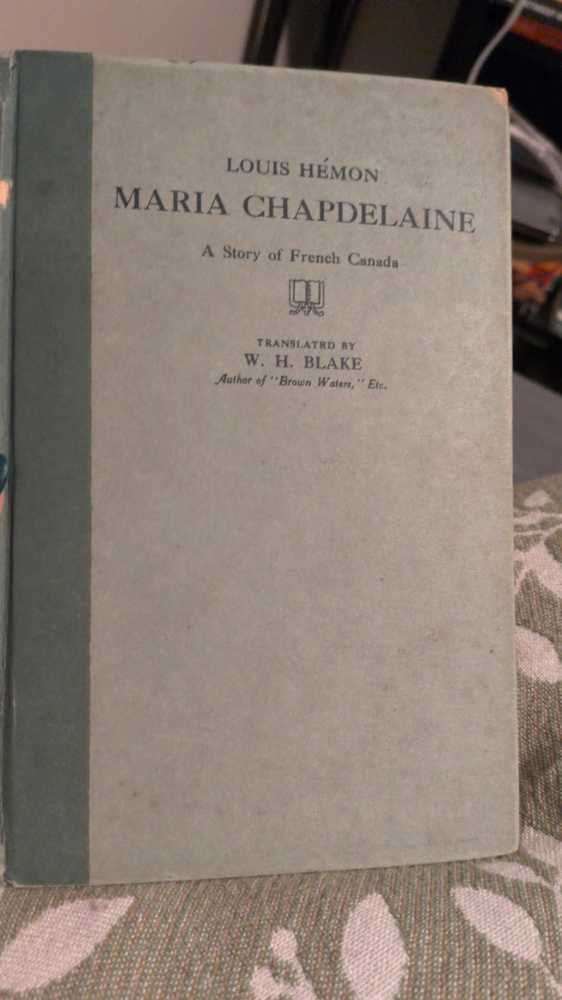 LOUIS HÉMON
MARIA CHAPDELAINE
A Story of French Canada
TRANSLATED BY
W. H. BLAKE
Author of "Brown Waters," Etc.